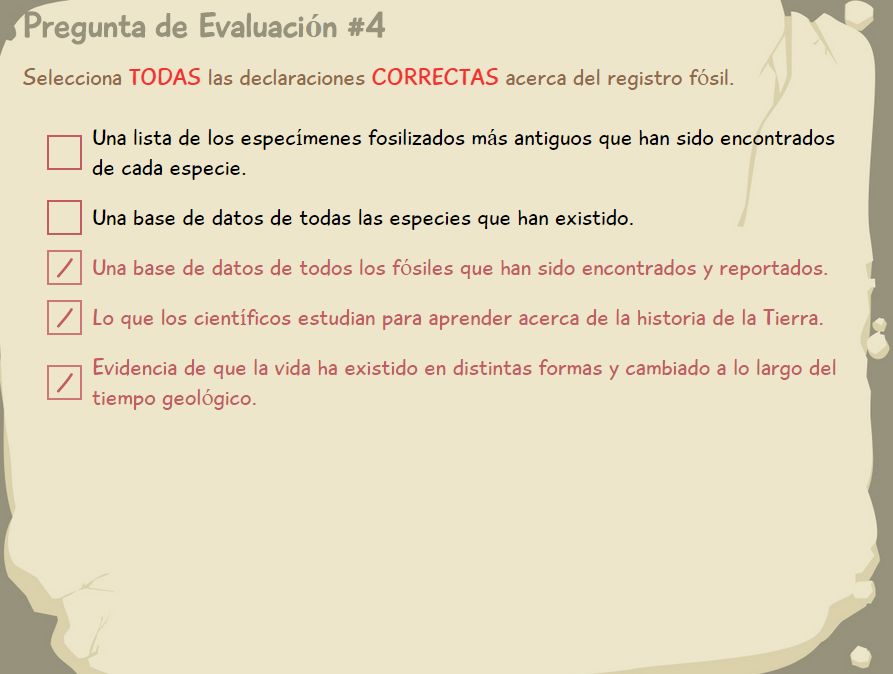 Pregunta de Evaluación #4
Selecciona TODAS las declaraciones CORRECTAS acerca del registro fósil.
Una lista de los especímenes fosilizados más antiguos que han sido encontrados
de cada especie.
Una base de datos de todas las especies que han existido.
Una base de datos de todos los fósiles que han sido encontrados y reportados.
Lo que los científicos estudian para aprender acerca de la historia de la Tierra.
Evidencia de que la vida ha existido en distintas formas y cambiado a lo largo del
tiempo geológico.